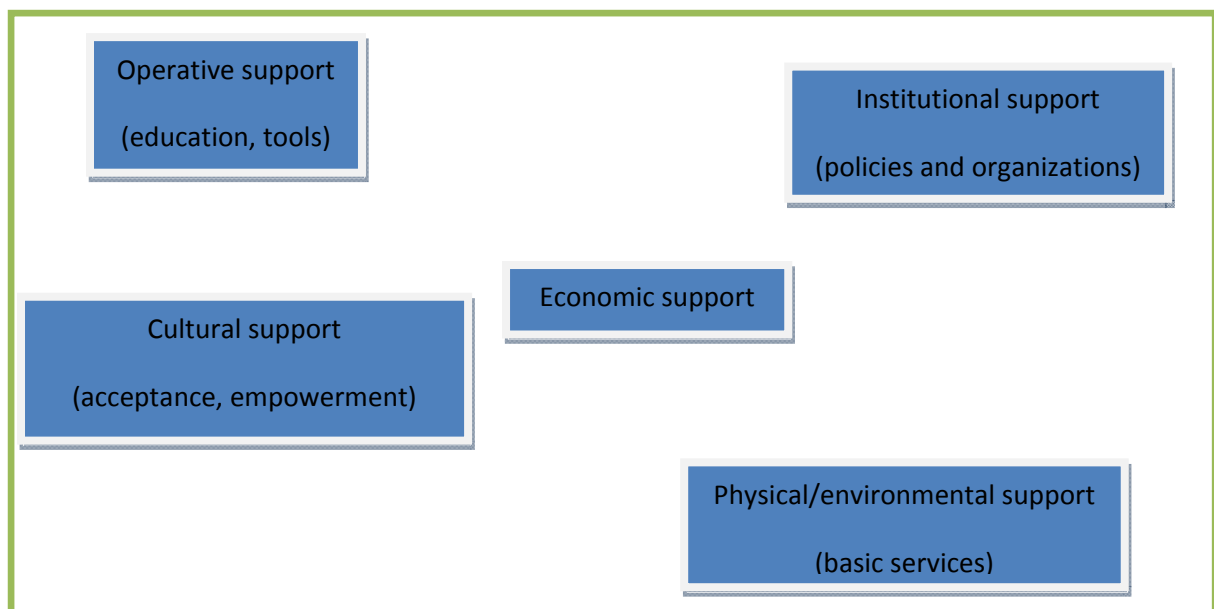 Operative support
(education, tools)
Institutional support
(policies and organizations)
Economic support
Cultural support
(acceptance, empowerment)
Physical/environmental support
(basic services)